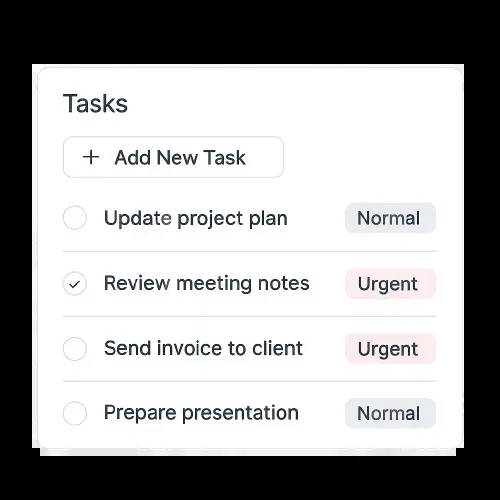 Tasks
+ Add New Task
Update project plan Normal
Review meeting notes Urgent
Send invoice to client Urgent
Prepare presentation Normal